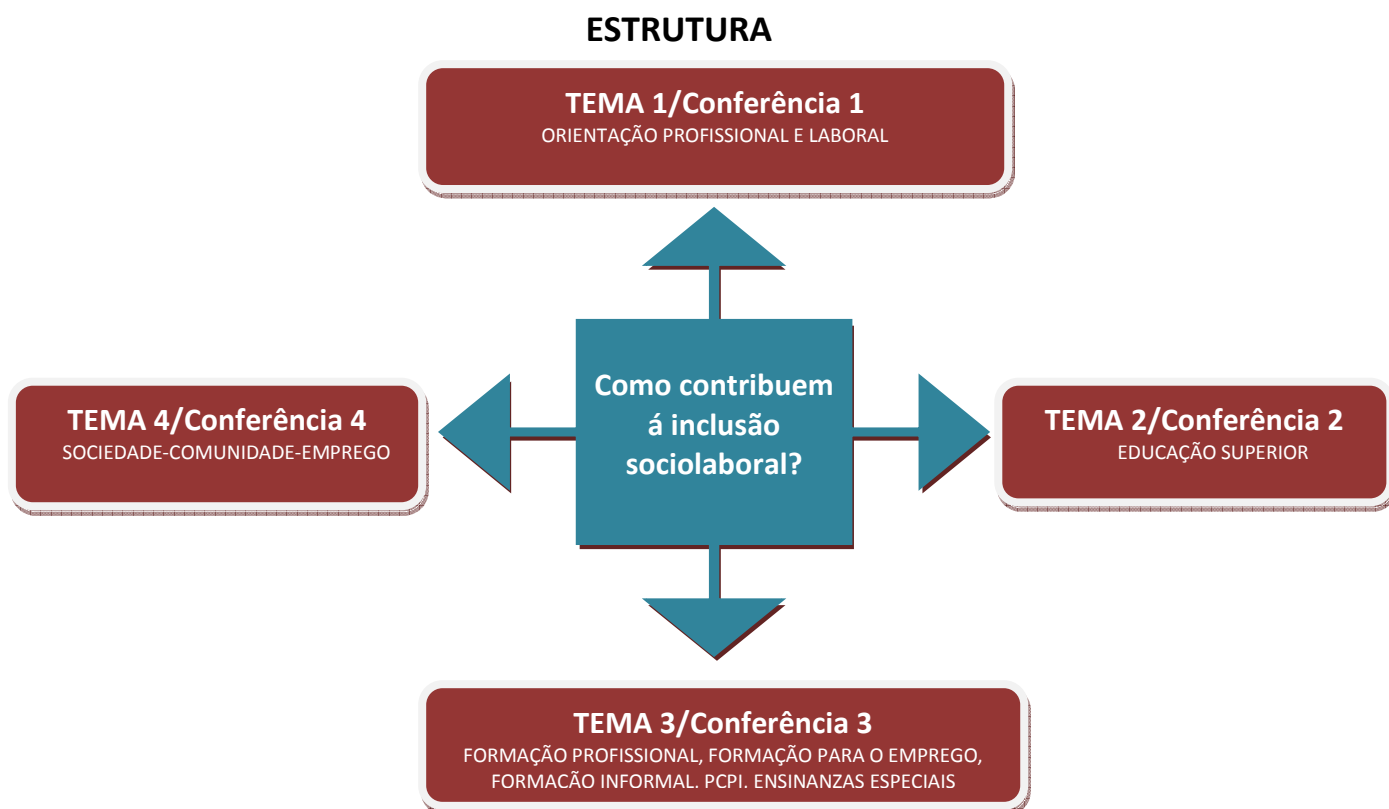 ESTRUTURA
TEMA 1/Conferência 1
ORIENTAÇÃO PROFISSIONAL E LABORAL
Como contribuem
á inclusão
sociolaboral?
TEMA 4/Conferência 4
SOCIEDADE-COMUNIDADE-EMPREGO
TEMA 2/Conferência 2
EDUCAÇÃO SUPERIOR
TEMA 3/Conferência 3
FORMAÇÃO PROFISSIONAL, FORMAÇÃO PARA O EMPREGO,
FORMACÃO INFORMAL. PCPI. ENSINANZAS ESPECIAIS